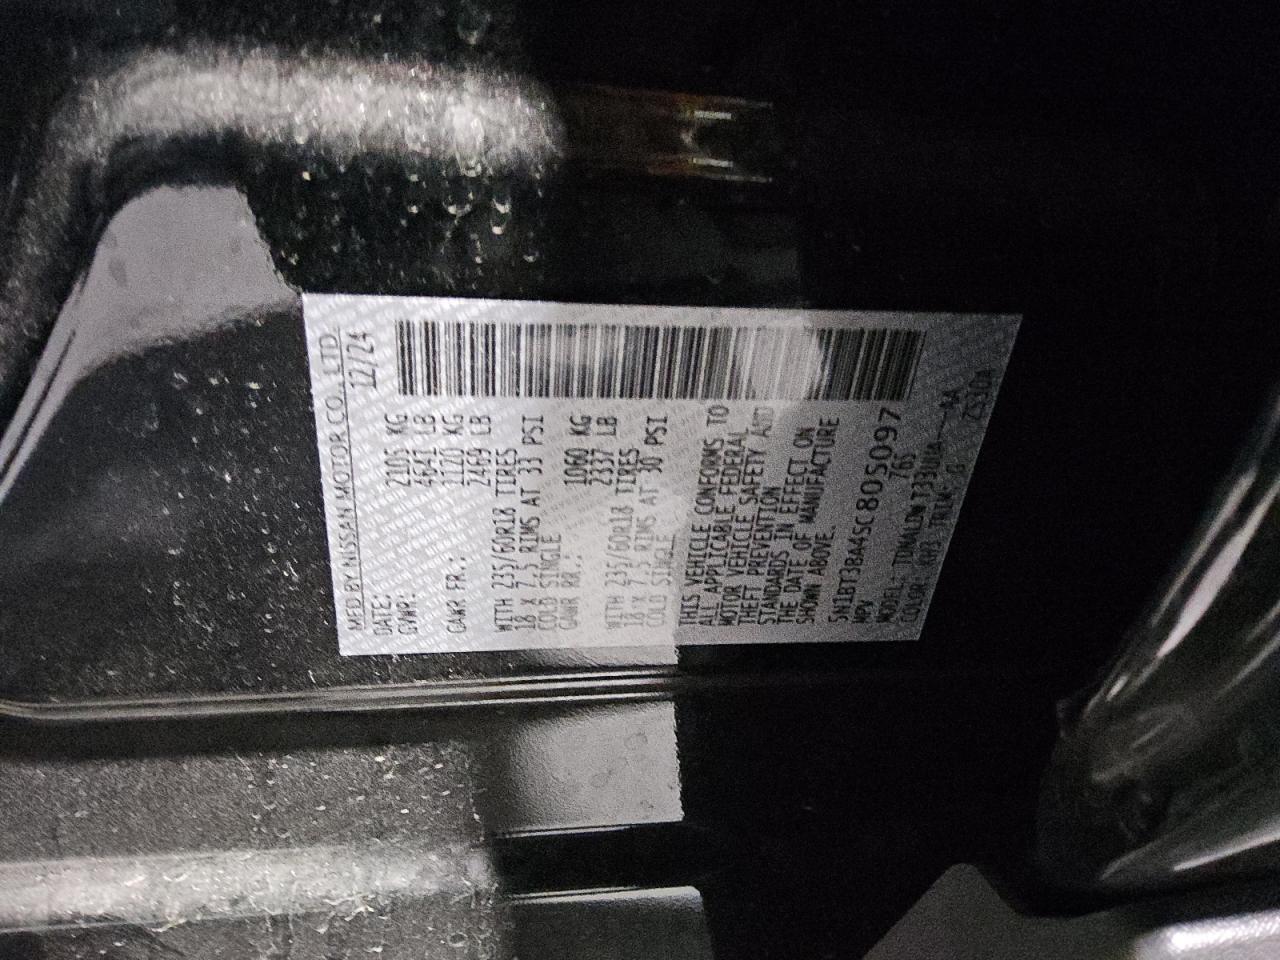 MFD BY NISSAN MOTOR CO., LTD.
DATE: 12/24
GVWR: 2105 KG
4641 LB
GAWR FR.: 1120 KG
2469 LB
WITH 235/60R18 TIRES
18 X 7.5 RIMS AT 33 PSI
COLD SINGLE
GAWR RR.: 1060 KG
2337 LB
WITH 235/60R18 TIRES
18 X 7.5 RIMS AT 30 PSI
COLD SINGLE
THIS VEHICLE CONFORMS TO
ALL APPLICABLE FEDERAL
MOTOR VEHICLE SAFETY AND
THEFT PREVENTION
STANDARDS IN EFFECT ON
THE DATE OF MANUFACTURE
SHOWN ABOVE.
5N1BT3BA4SC805097
MPV 765
COLOR: KH3 TRIM: G